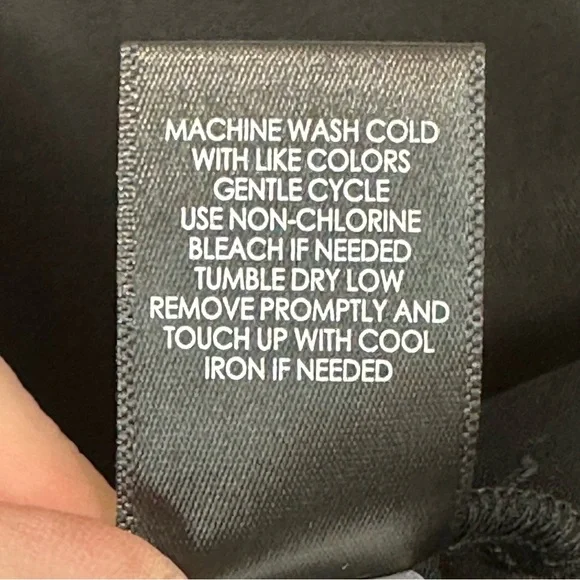 MACHINE WASH COLD
WITH LIKE COLORS
GENTLE CYCLE
USE NON-CHLORINE
BLEACH IF NEEDED
TUMBLE DRY LOW
REMOVE PROMPTLY AND
TOUCH UP WITH COOL
IRON IF NEEDED